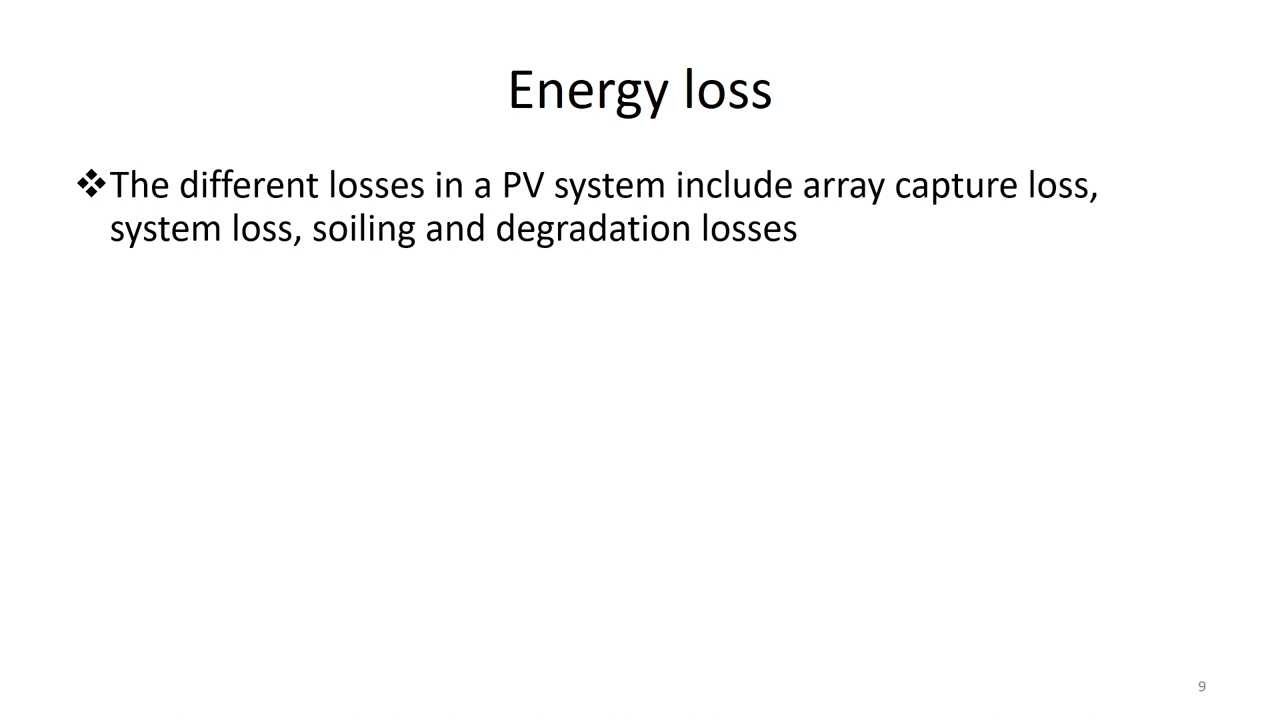 Energy loss
❖The different losses in a PV system include array capture loss,
system loss, soiling and degradation losses
9